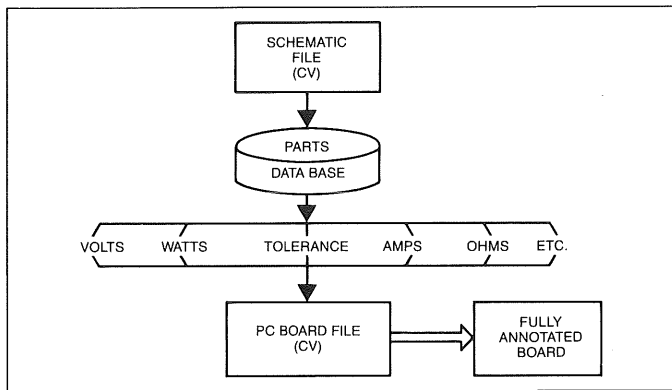 SCHEMATIC
FILE
(CV)
PARTS
DATA BASE
VOLTS WATTS TOLERANCE AMPS OHMS ETC.
PC BOARD FILE
(CV)
FULLY
ANNOTATED
BOARD